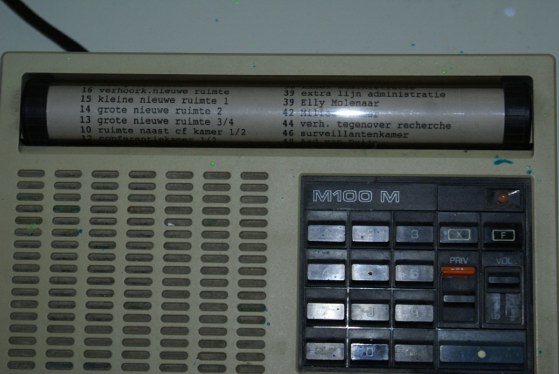 16 verhoork.nieuwe ruimte
15 kleine nieuwe ruimte 1
14 grote nieuwe ruimte 2
13 grote nieuwe ruimte 3/4
10 ruimte naast cf kamer 1/2
39 extra lijn administratie
39 Elly Molenaar
42
44 verh. tegenover recherche
46 surveillantenkamer
M100 M
3
X
F
PRIV
VOL